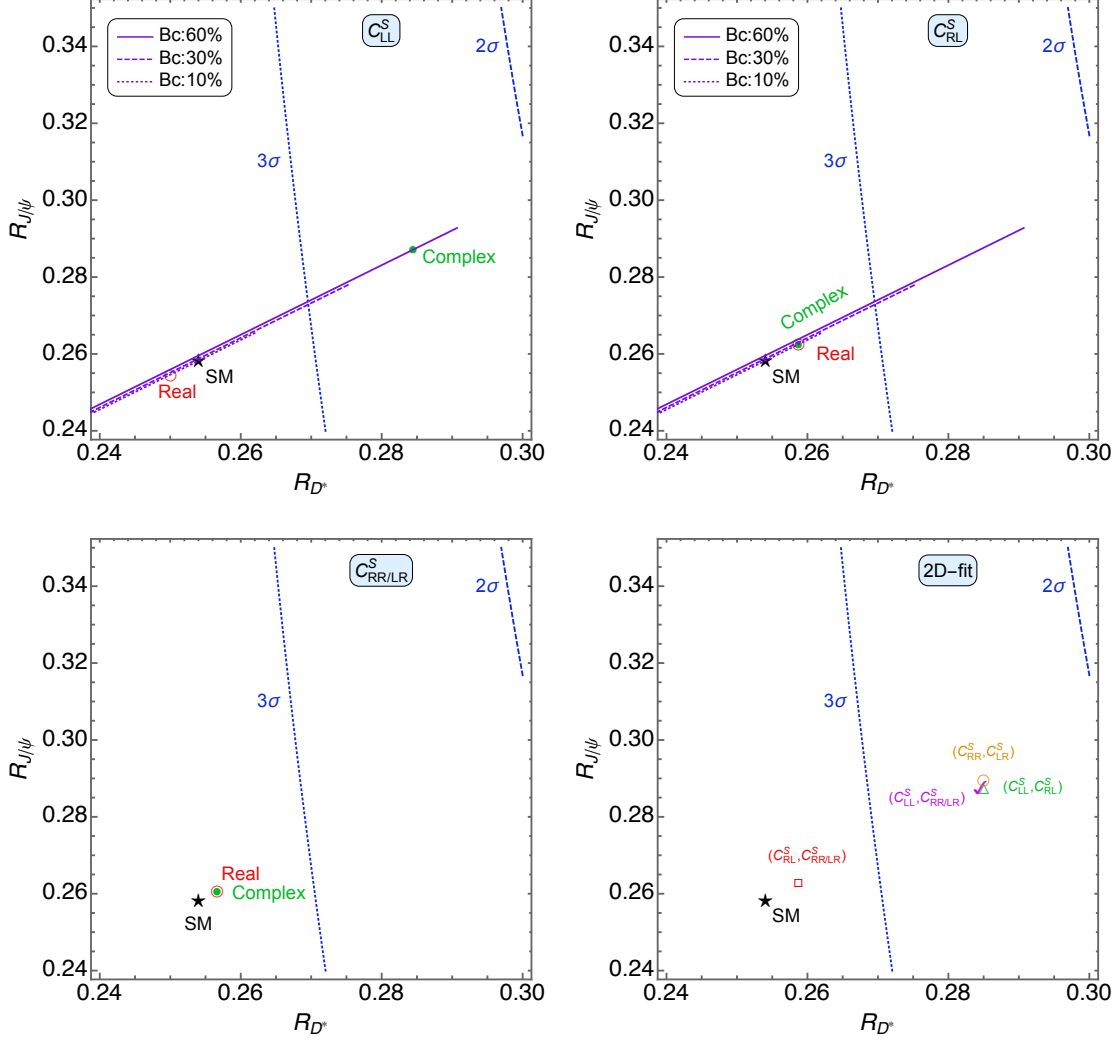 Bc:60%
Bc:30%
Bc:10%
C^S_LL
2σ
3σ
Complex
Real
SM
0.34
0.32
0.30
0.28
0.26
0.24
R_J/ψ
0.24 0.26 0.28 0.30
R_D*
Bc:60%
Bc:30%
Bc:10%
C^S_RL
2σ
3σ
Complex
Real
SM
0.34
0.32
0.30
0.28
0.26
0.24
R_J/ψ
0.24 0.26 0.28 0.30
R_D*
C^S_RR/LR
2σ
3σ
Real
Complex
SM
0.34
0.32
0.30
0.28
0.26
0.24
R_J/ψ
0.24 0.26 0.28 0.30
R_D*
2D–fit
2σ
3σ
(C^S_RR,C^S_LR)
(C^S_LL,C^S_RR/LR)
(C^S_LL,C^S_RL)
(C^S_RL,C^S_RR/LR)
SM
0.34
0.32
0.30
0.28
0.26
0.24
R_J/ψ
0.24 0.26 0.28 0.30
R_D*